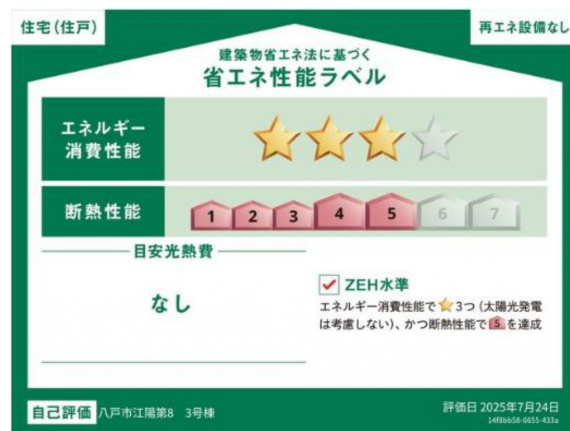 住宅(住戸)
再エネ設備なし
建築物省エネ法に基づく
省エネ性能ラベル
エネルギー
消費性能
断熱性能
1 2 3 4 5 6 7
目安光熱費
なし
ZEH水準
エネルギー消費性能で⭐3つ(太陽光発電
は考慮しない)、かつ断熱性能で5を達成
自己評価 八戸市江陽第8 3号棟
評価日 2025年7月24日
14f8bb58-6655-433a